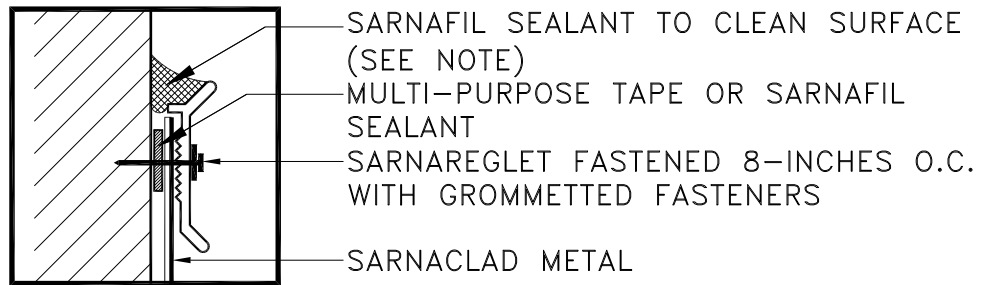 SARNAFIL SEALANT TO CLEAN SURFACE
(SEE NOTE)
MULTI-PURPOSE TAPE OR SARNAFIL
SEALANT
SARNAREGLET FASTENED 8-INCHES O.C.
WITH GROMMETTED FASTENERS
SARNACLAD METAL